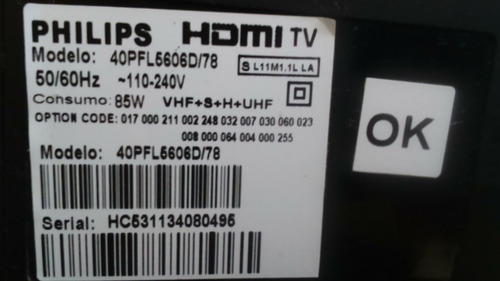 PHILIPS HDMI TV
Modelo: 40PFL5606D/78
S L11M1.1L LA
50/60Hz ~110-240V
Consumo: 85W VHF+S+H+UHF
OPTION CODE: 017 000 211 002 248 032 007 030 060 023
008 000 064 004 000 255
Modelo: 40PFL5606D/78
Serial: HC531134080495
OK